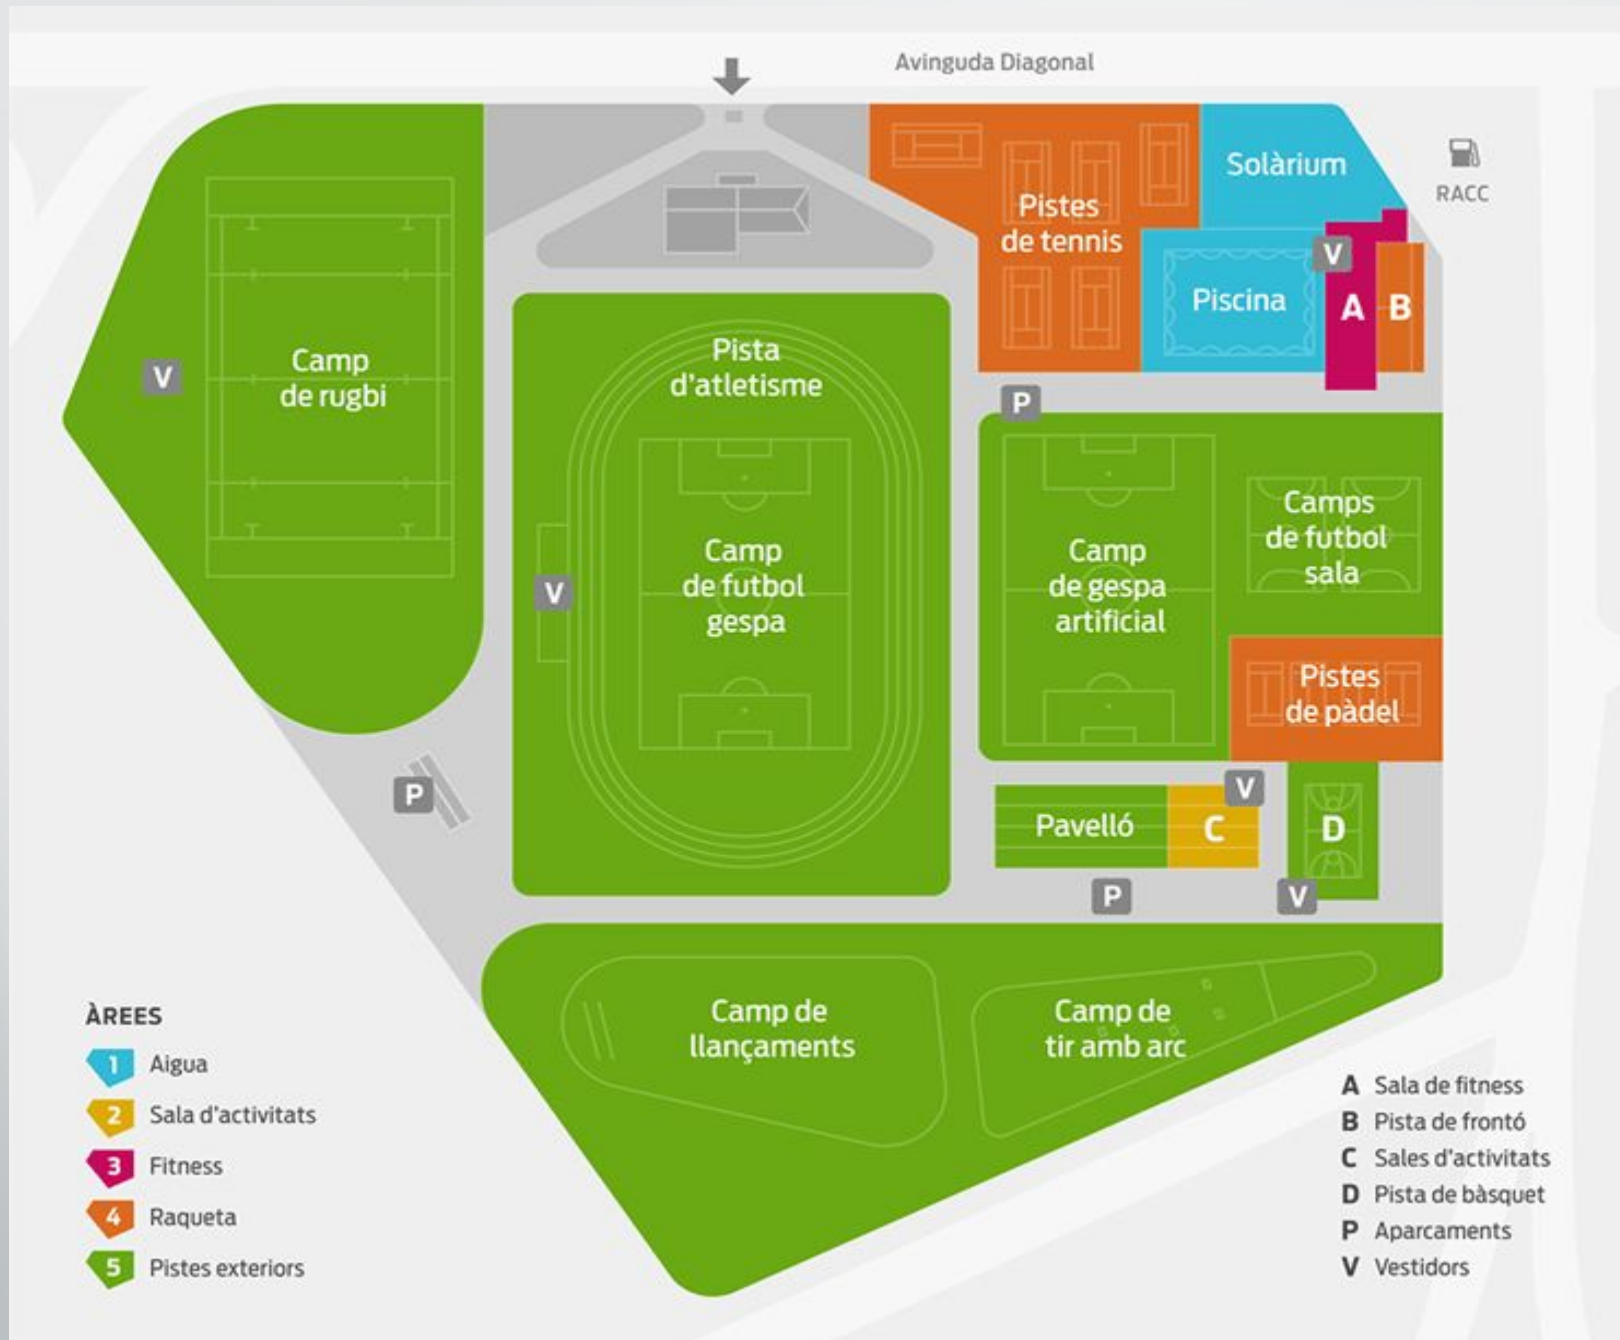 Avinguda Diagonal
Solàrium
RACC
Pistes
de tennis
V
Piscina
A
B
Camp
de rugbi
V
Pista
d'atletisme
P
Camp
de futbol
gespa
V
Camp
de gespa
artificial
Camps
de futbol
sala
Pistes
de pàdel
P
V
Pavelló
C
D
P
V
Camp de
llançaments
Camp de
tir amb arc
ÀREES
1 Aigua
2 Sala d'activitats
3 Fitness
4 Raqueta
5 Pistes exteriors
A Sala de fitness
B Pista de frontó
C Sales d'activitats
D Pista de bàsquet
P Aparcaments
V Vestidors